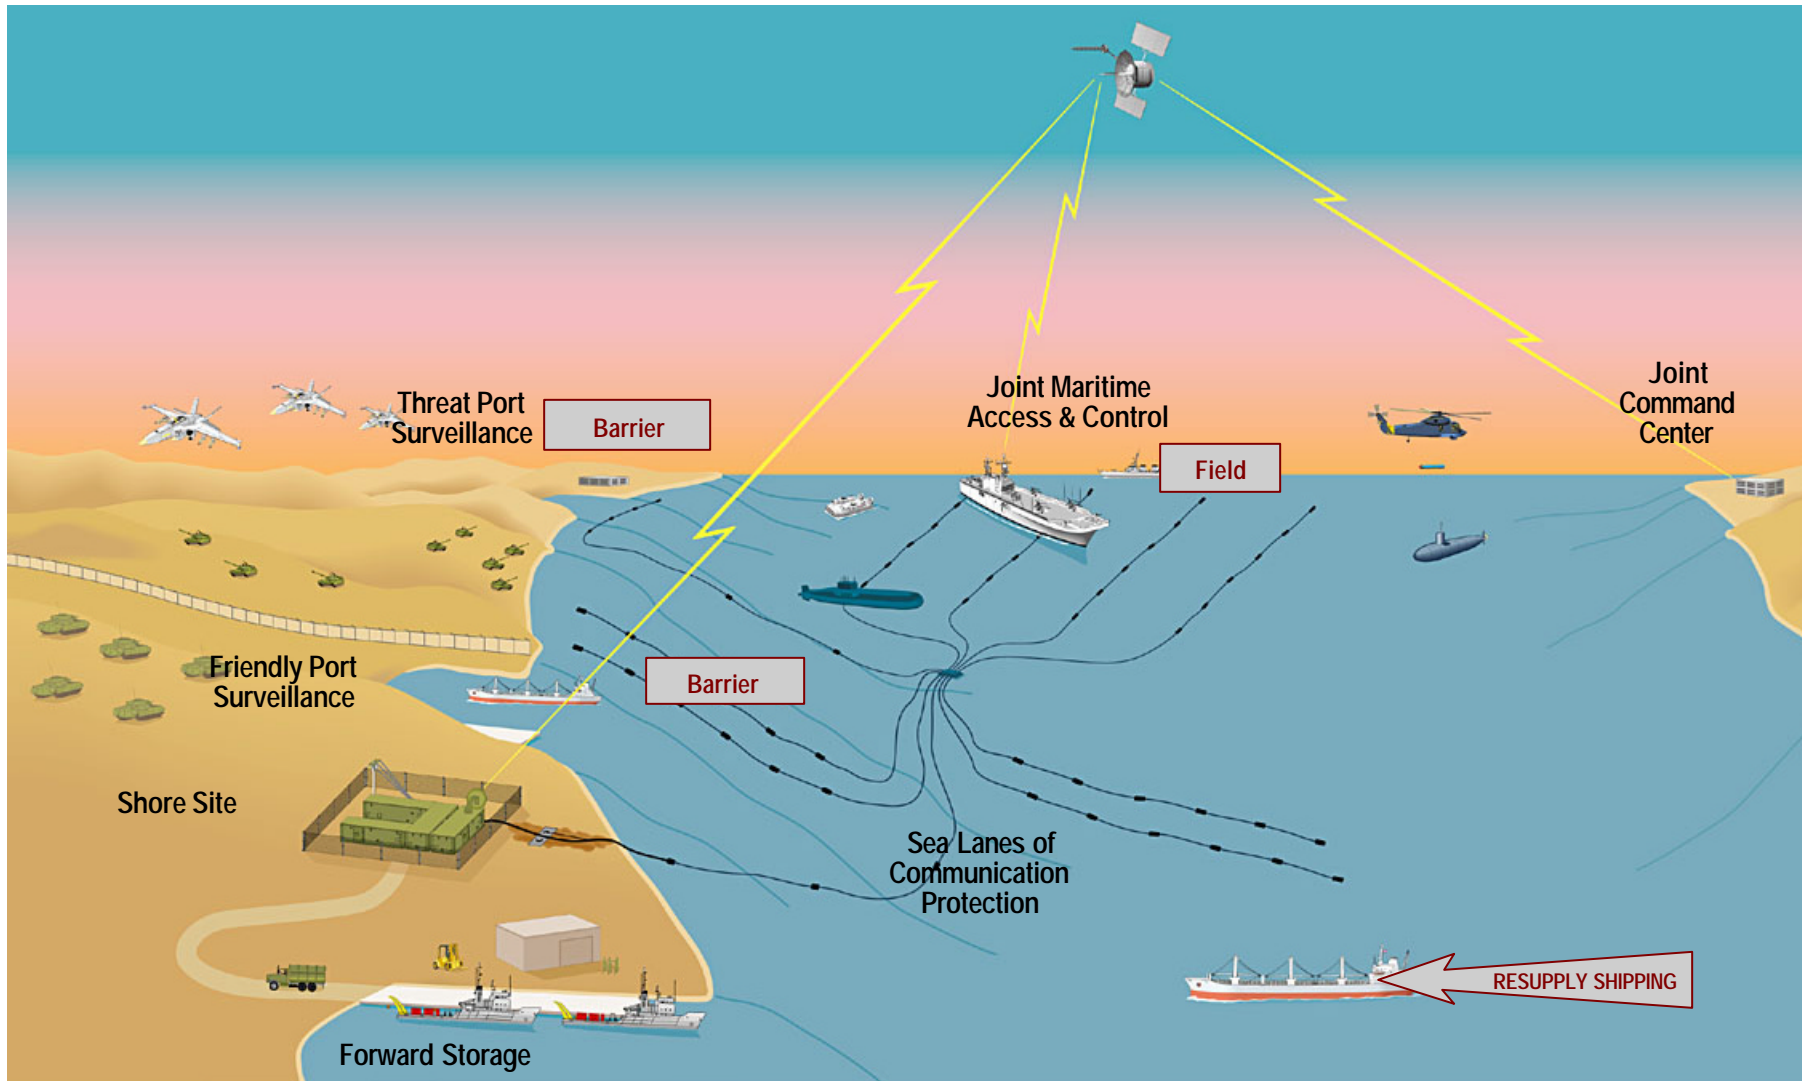 Threat Port
Surveillance
Barrier
Joint Maritime
Access & Control
Field
Joint
Command
Center
Friendly Port
Surveillance
Barrier
Shore Site
Sea Lanes of
Communication
Protection
RESUPPLY SHIPPING
Forward Storage